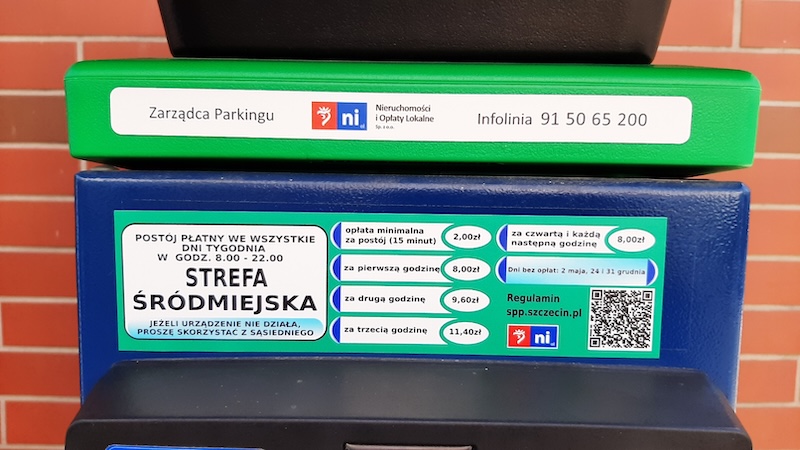 Zarządca Parkingu
ni
Nieruchomości
i Opłaty Lokalne
Sp. z o.o.
Infolinia 91 50 65 200
POSTÓJ PŁATNY WE WSZYSTKIE
DNI TYGODNIA
W GODZ. 8.00 - 22.00
STREFA
ŚRÓDMIEJSKA
JEŻELI URZĄDZENIE NIE DZIAŁA,
PROSZĘ SKORZYSTAĆ Z SĄSIEDNIEGO
opłata minimalna
za postój (15 minut) 2,00zł
za pierwszą godzinę 8,00zł
za drugą godzinę 9,60zł
za trzecią godzinę 11,40zł
za czwartą i każdą
następną godzinę 8,00zł
Dni bez opłat: 2 maja, 24 i 31 grudnia
Regulamin
spp.szczecin.pl
ni